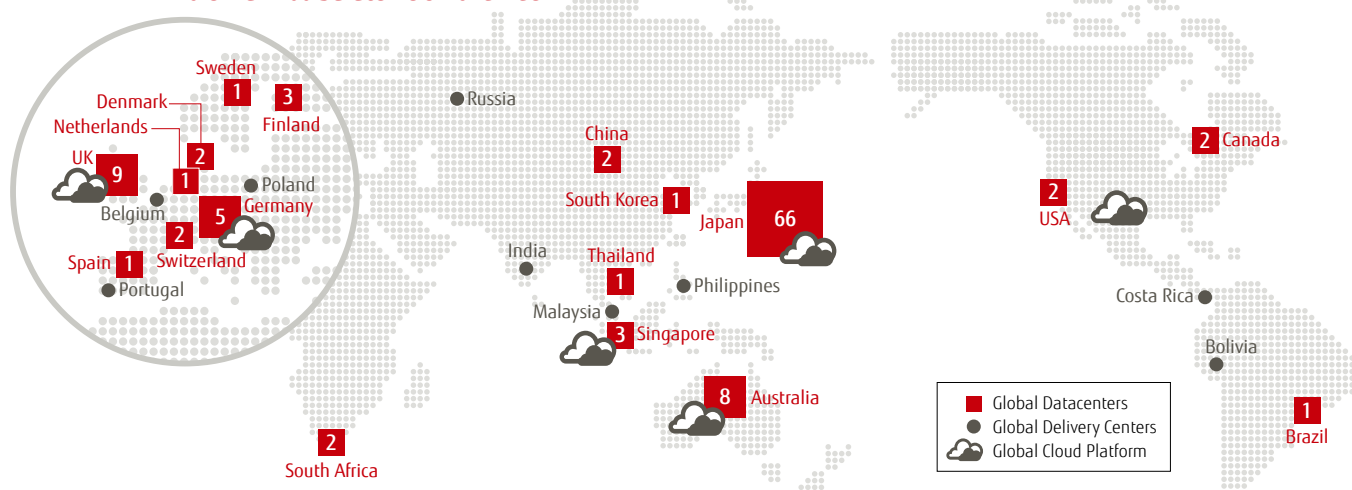 Sweden
1
3
Finland
Denmark
Netherlands
2
1
UK
9
Belgium
Poland
Germany
5
2
Switzerland
Spain
1
Portugal
Russia
China
2
South Korea
1
Japan
66
India
Thailand
1
Philippines
Malaysia
3
Singapore
8
Australia
2
South Africa
2
Canada
2
USA
Costa Rica
Bolivia
1
Brazil
Global Datacenters
Global Delivery Centers
Global Cloud Platform